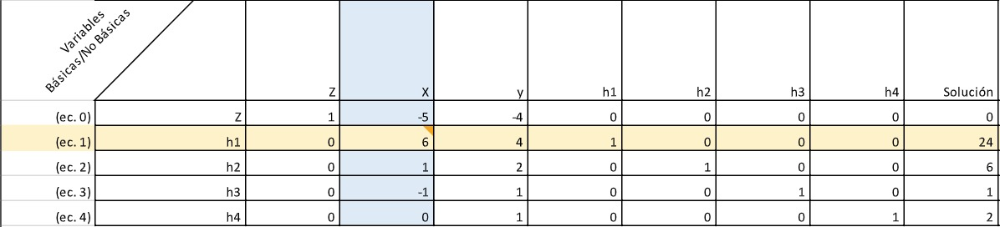 Variables
Básicas/No Básicas
Z X y h1 h2 h3 h4 Solución
(ec. 0) Z 1 -5 -4 0 0 0 0 0
(ec. 1) h1 0 6 4 1 0 0 0 24
(ec. 2) h2 0 1 2 0 1 0 0 6
(ec. 3) h3 0 -1 1 0 0 1 0 1
(ec. 4) h4 0 0 1 0 0 0 1 2